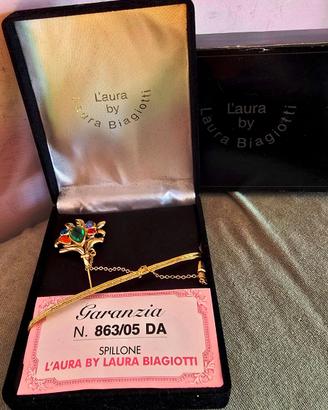 L'aura
by
Laura Biagiotti
L'aura
by
Laura Biagiotti
Garanzia
N. 863/05 DA
SPILLONE
L'AURA BY LAURA BIAGIOTTI